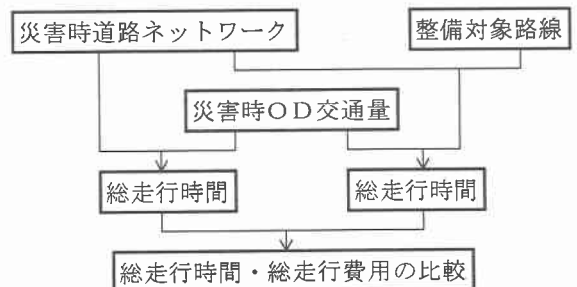 災害時道路ネットワーク
整備対象路線
災害時OD交通量
総走行時間
総走行時間
総走行時間・総走行費用の比較